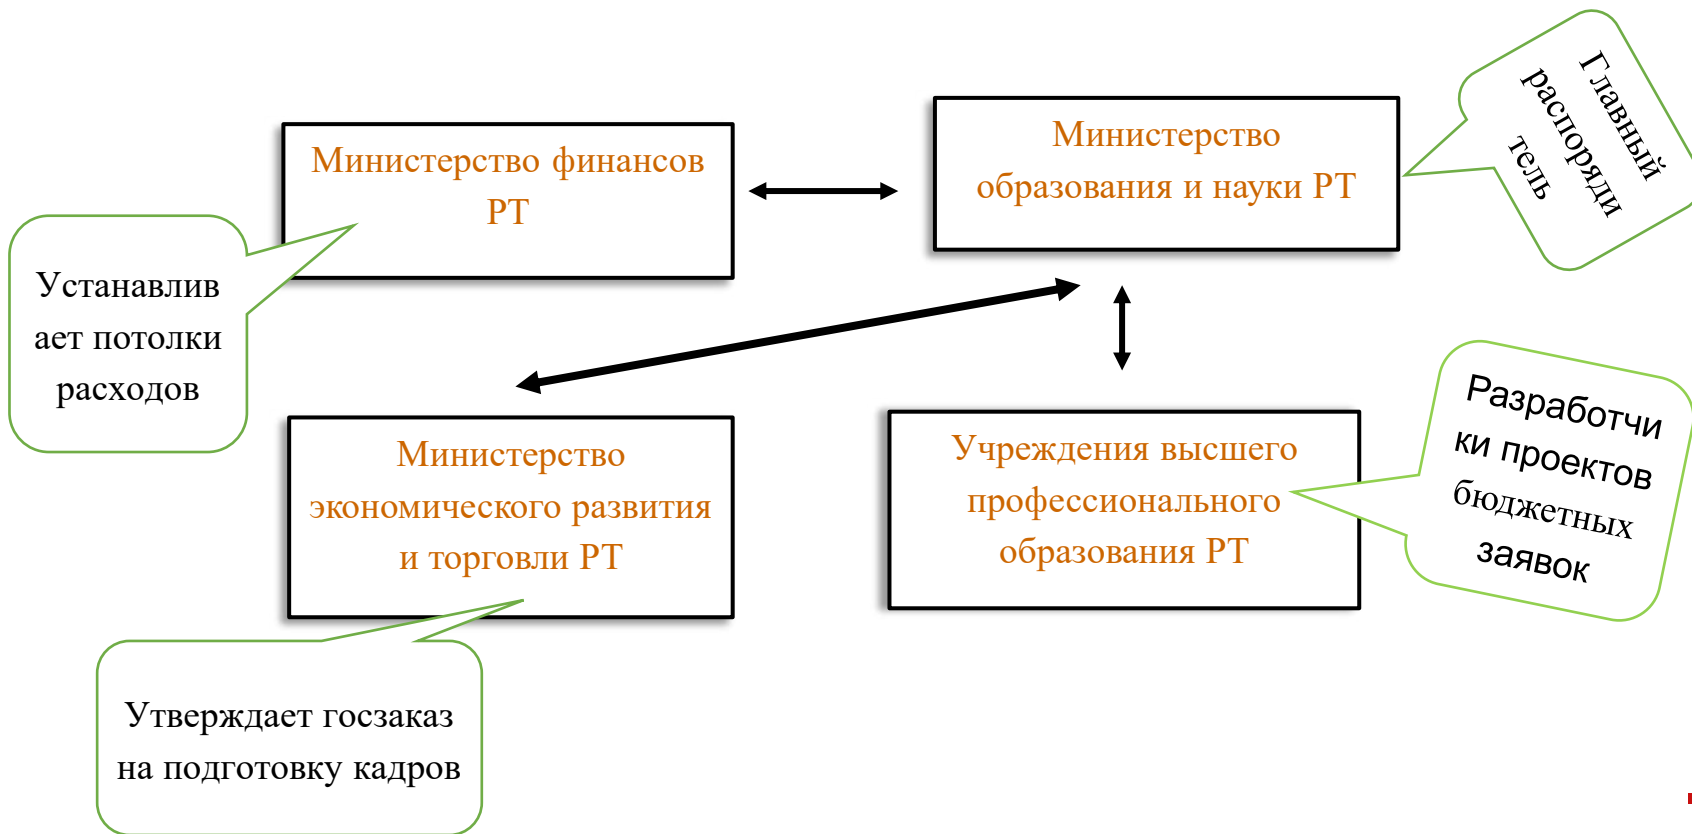 Министерство финансов
РТ
Министерство
образования и науки РТ
Главный
распоряди
тель
Устанавлив
ает потолки
расходов
Министерство
экономического развития
и торговли РТ
Учреждения высшего
профессионального
образования РТ
Разработчи
ки проектов
бюджетных
заявок
Утверждает госзаказ
на подготовку кадров